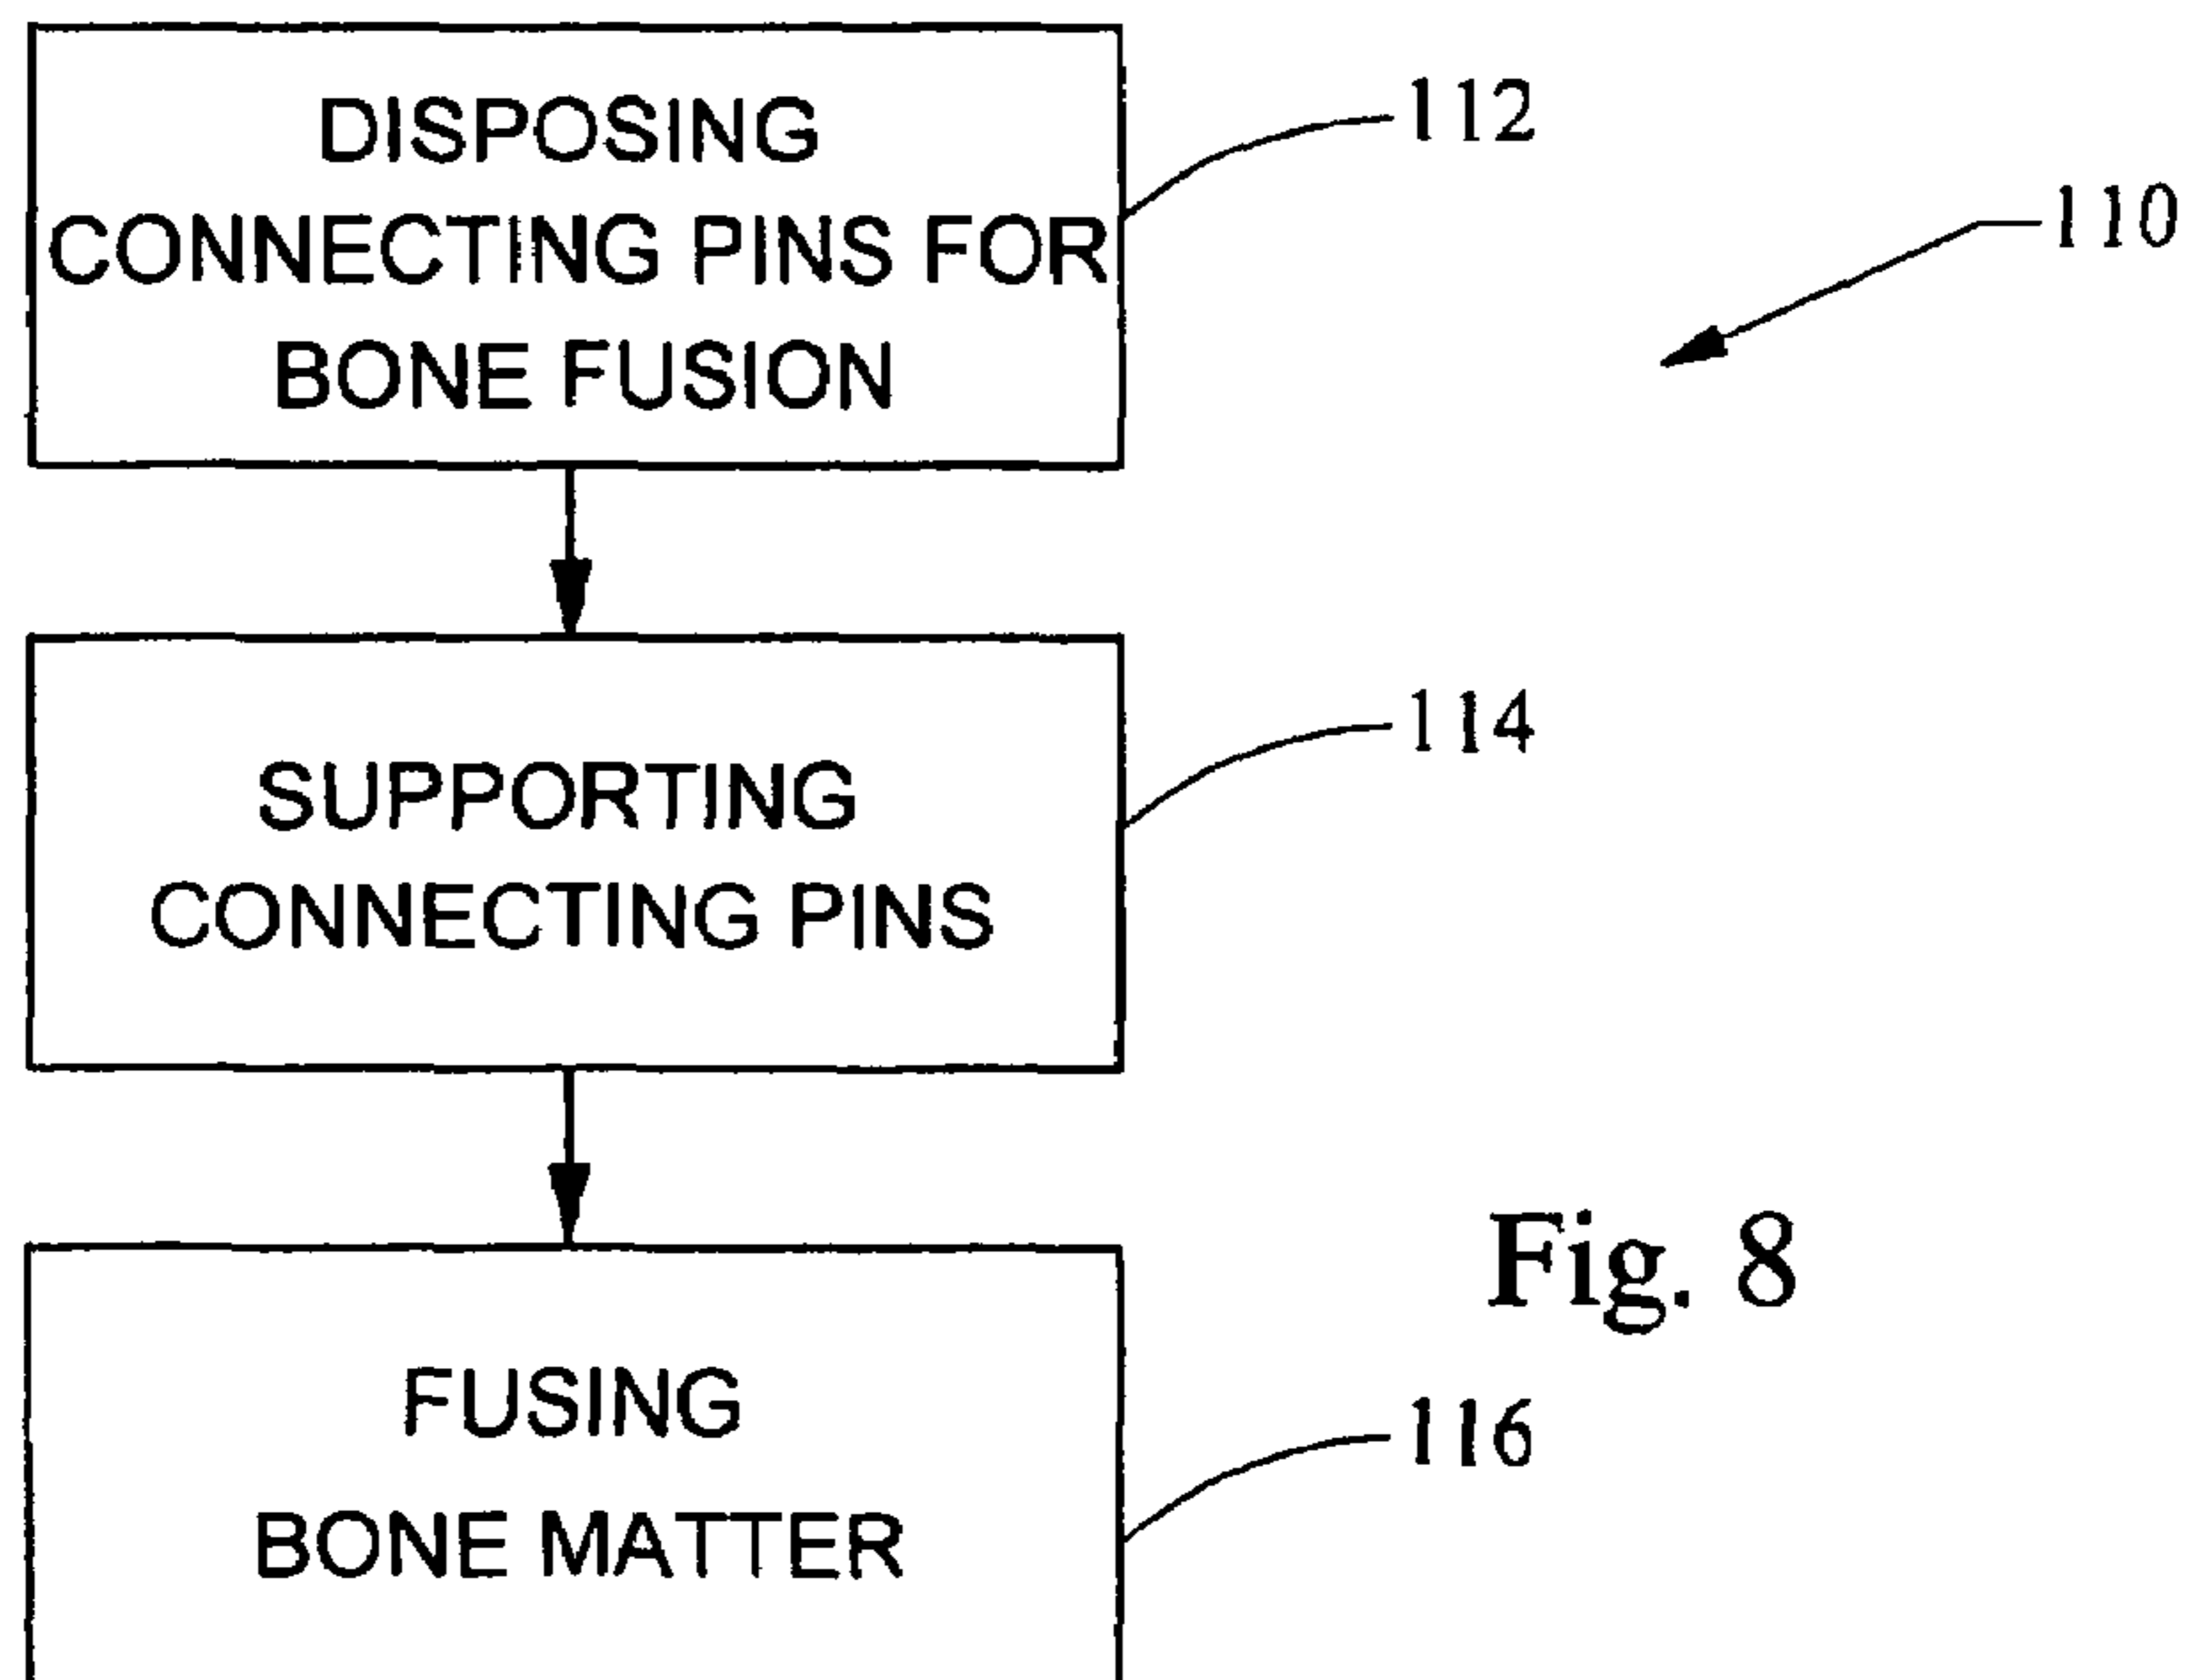 DISPOSING
CONNECTING PINS FOR
BONE FUSION
112
110
SUPPORTING
CONNECTING PINS
114
Fig. 8
FUSING
BONE MATTER
116